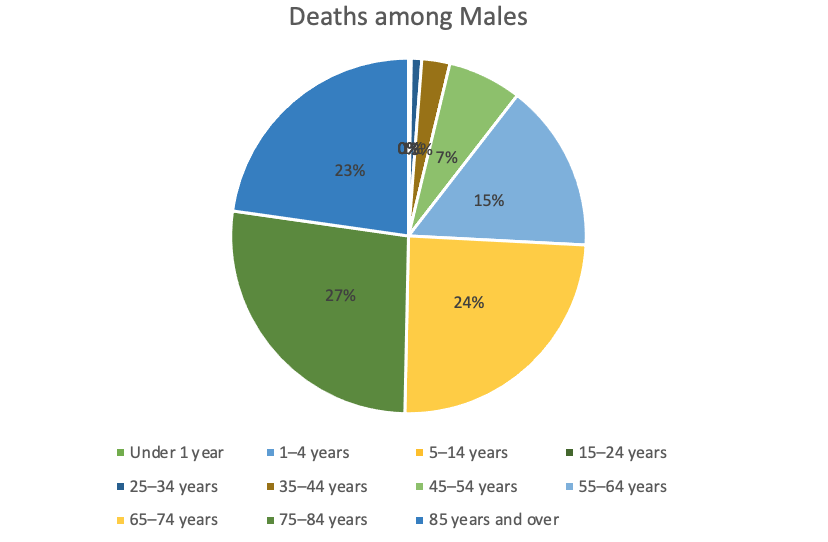 Deaths among Males
7%
23%
15%
27%
24%
Under 1 year
1–4 years
5–14 years
15–24 years
25–34 years
35–44 years
45–54 years
55–64 years
65–74 years
75–84 years
85 years and over